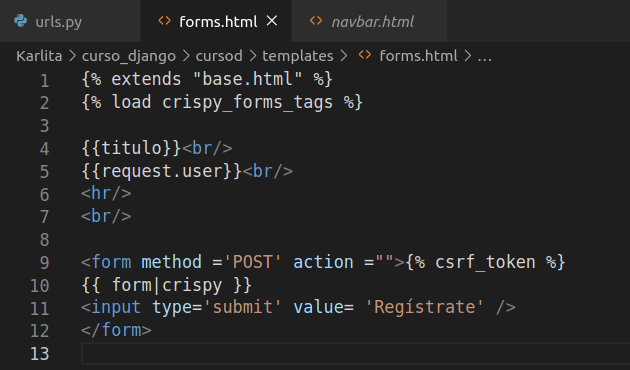 urls.py forms.html navbar.html
Karlita > curso_django > cursod > templates > forms.html > ...
1 {% extends "base.html" %}
2 {% load crispy_forms_tags %}
3
4 {{titulo}}<br/>
5 {{request.user}}<br/>
6 <hr/>
7 <br/>
8
9 <form method ='POST' action ="">{% csrf_token %}
10 {{ form|crispy }}
11 <input type='submit' value= 'Regístrate' />
12 </form>
13